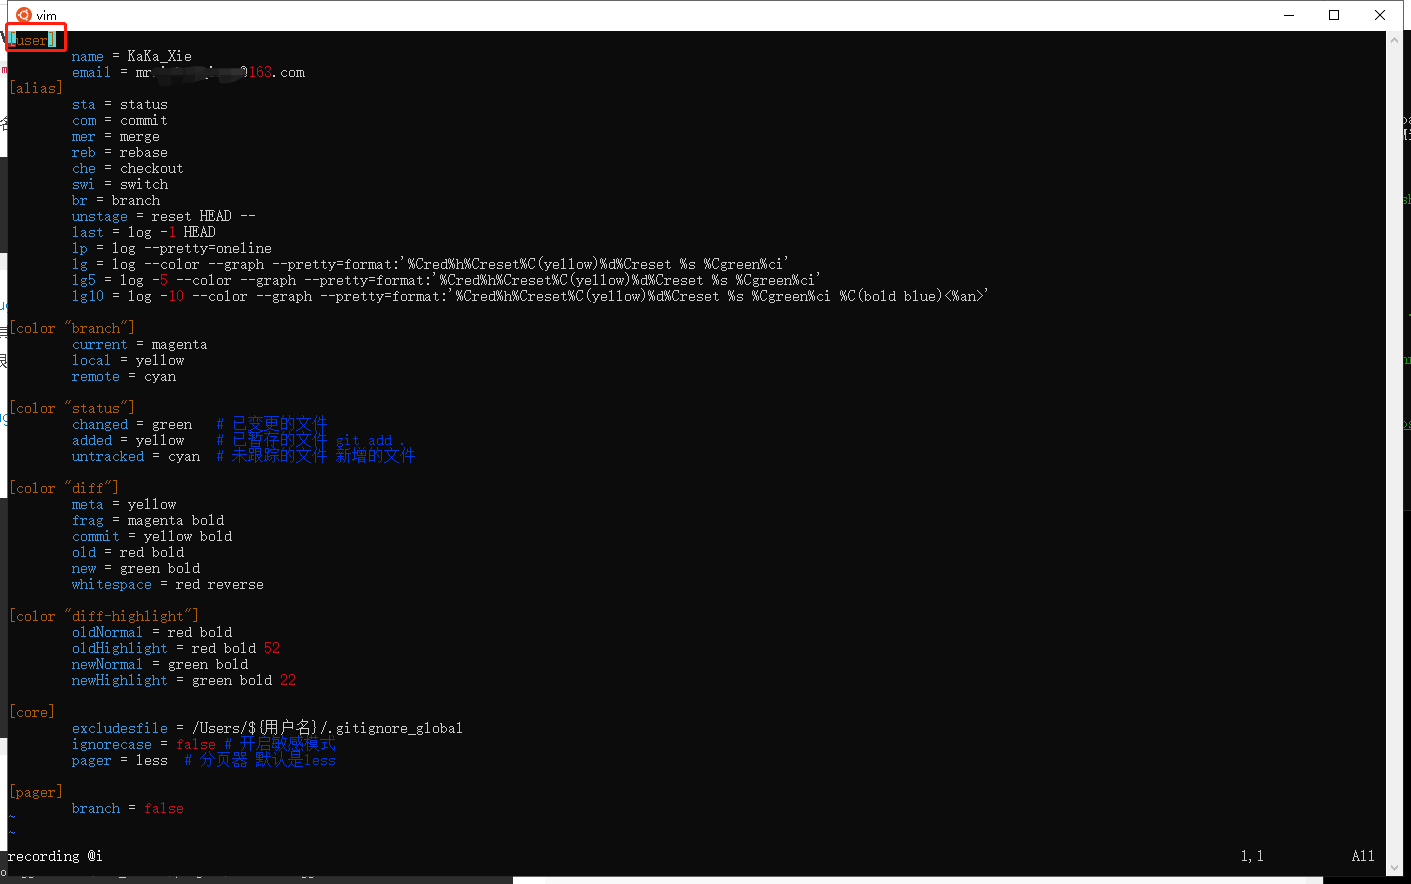 vim
[user]
name = KaKa_Xie
email = mr @163.com
[alias]
sta = status
com = commit
mer = merge
reb = rebase
che = checkout
swi = switch
br = branch
unstage = reset HEAD --
last = log -1 HEAD
lp = log --pretty=oneline
lg = log --color --graph --pretty=format:'%Cred%h%Creset%C(yellow)%d%Creset %s %Cgreen%ci'
lg5 = log -5 --color --graph --pretty=format:'%Cred%h%Creset%C(yellow)%d%Creset %s %Cgreen%ci'
lg10 = log -10 --color --graph --pretty=format:'%Cred%h%Creset%C(yellow)%d%Creset %s %Cgreen%ci %C(bold blue)<%an>'
[color "branch"]
current = magenta
local = yellow
remote = cyan
[color "status"]
changed = green # 已变更的文件
added = yellow # 已暂存的文件 git add .
untracked = cyan # 未跟踪的文件 新增的文件
[color "diff"]
meta = yellow
frag = magenta bold
commit = yellow bold
old = red bold
new = green bold
whitespace = red reverse
[color "diff-highlight"]
oldNormal = red bold
oldHighlight = red bold 52
newNormal = green bold
newHighlight = green bold 22
[core]
excludesfile = /Users/${用户名}/.gitignore_global
ignorecase = false # 开启敏感模式
pager = less # 分页器 默认是less
[pager]
branch = false
~
~
recording @i 1,1 All